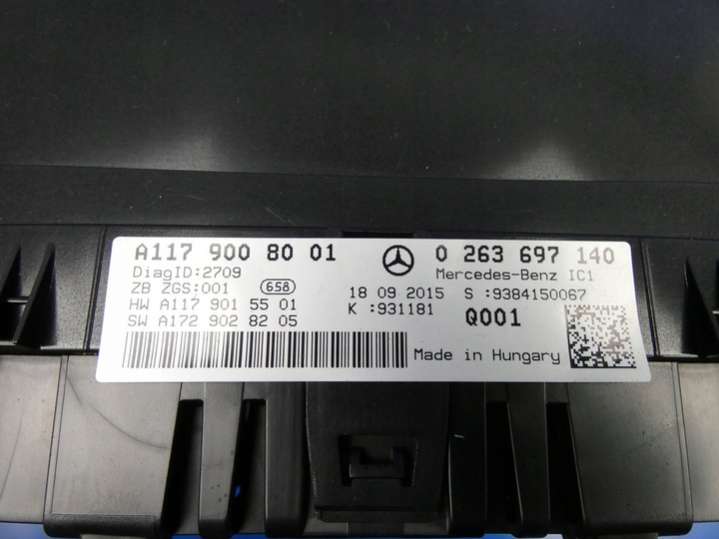 A117 900 80 01 0 263 697 140
DiagID:2709 Mercedes-Benz IC1
ZB ZGS:001 658 18 09 2015 S :9384150067
HW A117 901 55 01 K :931181 Q001
SW A172 902 82 05
Made in Hungary